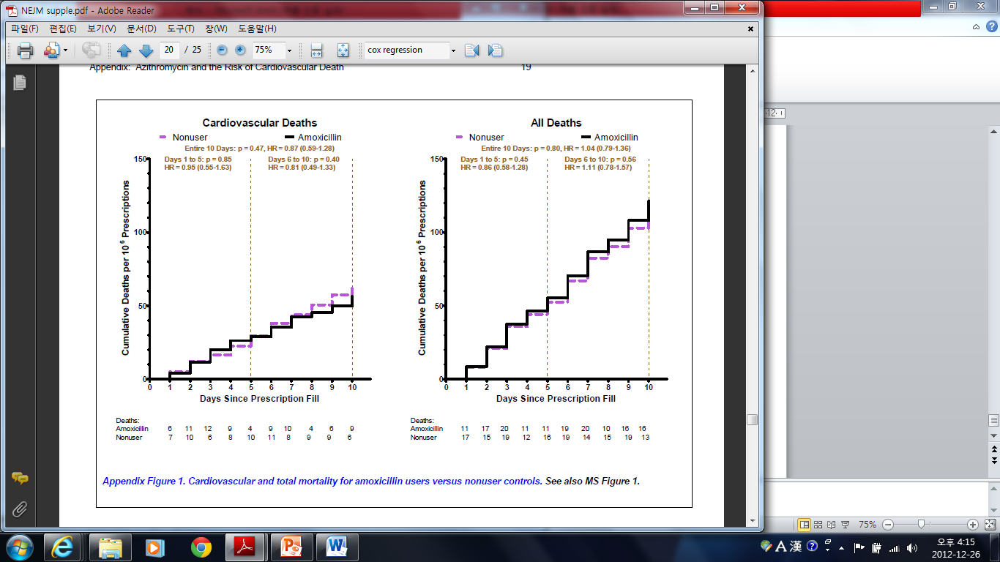 NEJM supple.pdf - Adobe Reader
파일(F) 편집(E) 보기(V) 문서(D) 도구(T) 창(W) 도움말(H)
20 / 25 75% cox regression
Appendix: Azithromycin and the Risk of Cardiovascular Death 19
Cardiovascular Deaths
Nonuser Amoxicillin
Entire 10 Days: p = 0.47, HR = 0.87 (0.59-1.28)
Days 1 to 5: p = 0.85 Days 6 to 10: p = 0.40
HR = 0.95 (0.55-1.63) HR = 0.81 (0.49-1.33)
Cumulative Deaths per 10 6 Prescriptions
150
100
50
0
0 1 2 3 4 5 6 7 8 9 10
Days Since Prescription Fill
Deaths:
Amoxicillin 6 11 12 9 4 9 10 4 6 9
Nonuser 7 10 6 8 10 11 8 9 9 6
All Deaths
Nonuser Amoxicillin
Entire 10 Days: p = 0.80, HR = 1.04 (0.79-1.36)
Days 1 to 5: p = 0.45 Days 6 to 10: p = 0.56
HR = 0.86 (0.58-1.28) HR = 1.11 (0.78-1.57)
Cumulative Deaths per 10 6 Prescriptions
150
100
50
0
0 1 2 3 4 5 6 7 8 9 10
Days Since Prescription Fill
Deaths:
Amoxicillin 11 17 20 11 11 19 20 10 16 16
Nonuser 17 15 19 12 16 19 14 15 19 13
Appendix Figure 1. Cardiovascular and total mortality for amoxicillin users versus nonuser controls. See also MS Figure 1.
12
75%
A 漢
오후 4:15
2012-12-26